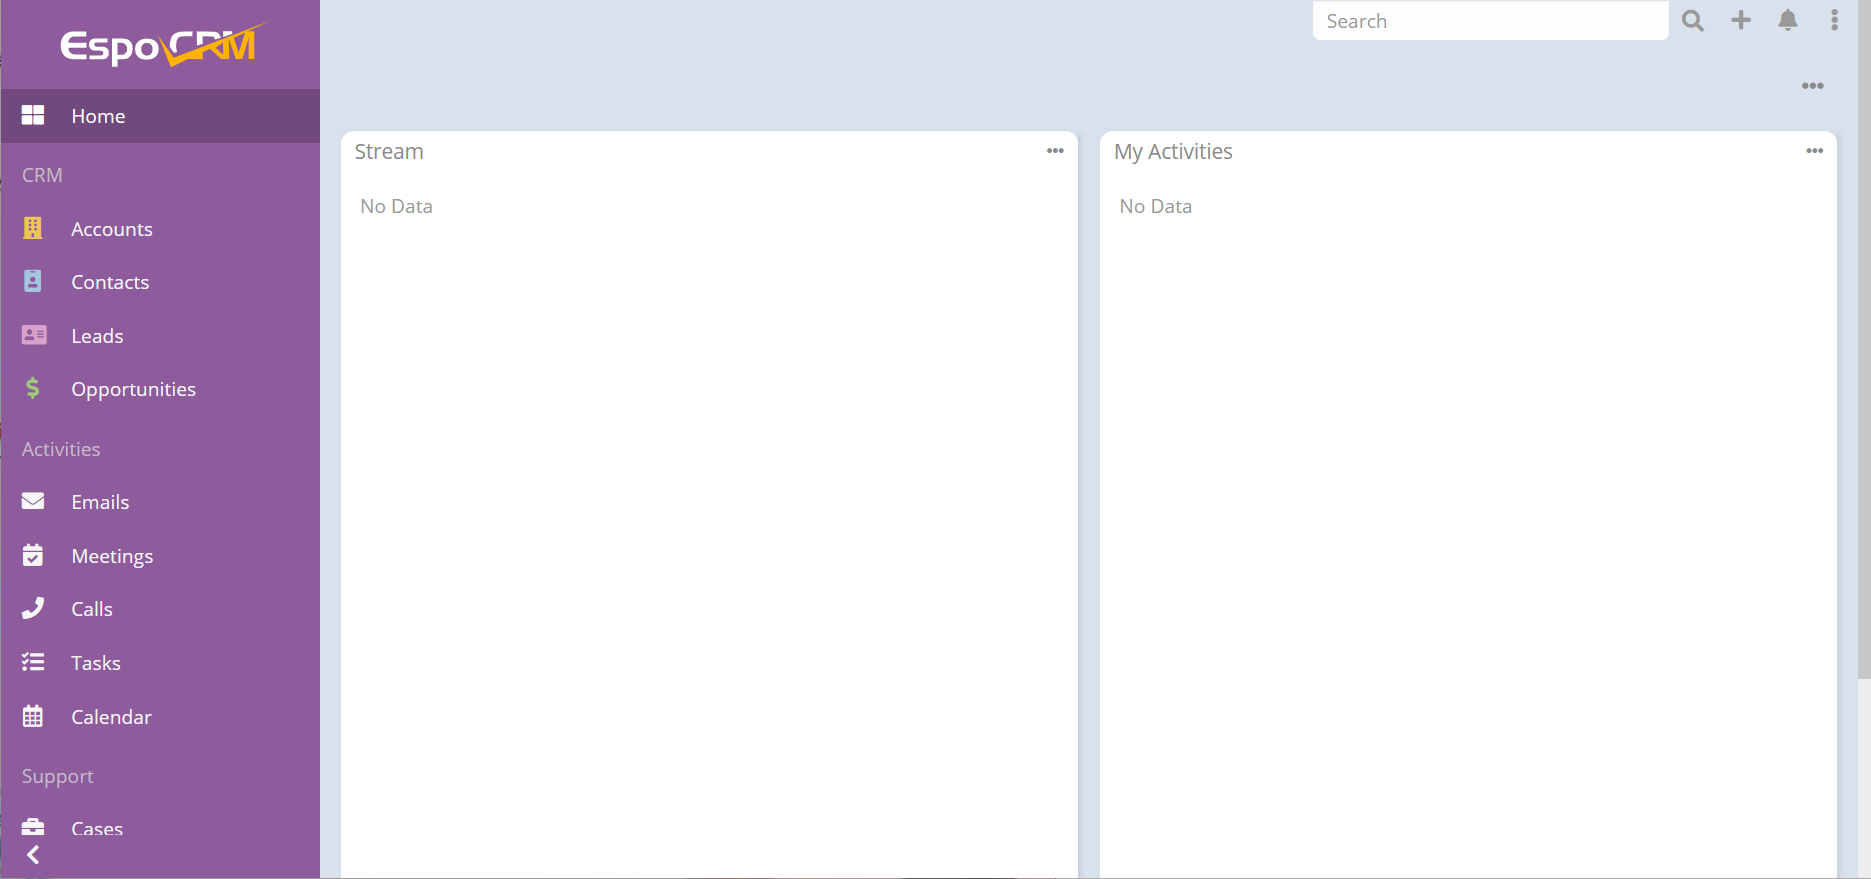 EspoCRM
Search
Home
CRM
Accounts
Contacts
Leads
Opportunities
Activities
Emails
Meetings
Calls
Tasks
Calendar
Support
Cases
Stream
No Data
My Activities
No Data